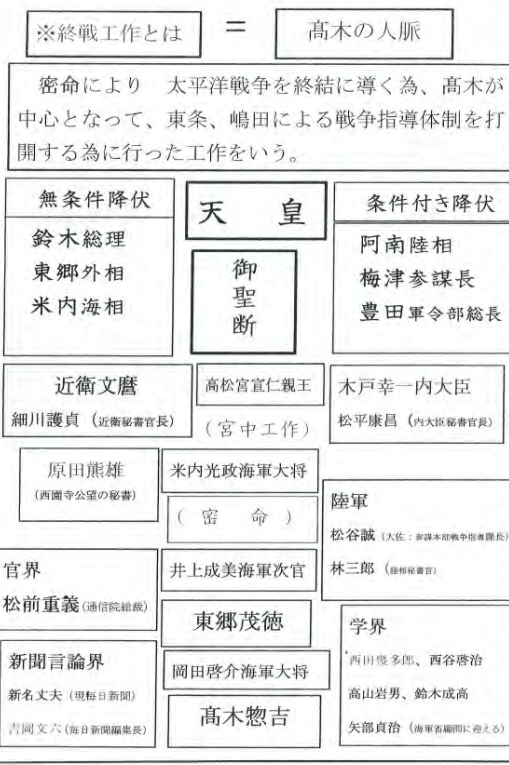 ※終戦工作とは
=
髙木の人脈
密命により　太平洋戦争を終結に導く為、髙木が
中心となって、東条、嶋田による戦争指導体制を打
開する為に行った工作をいう。
無条件降伏
鈴木総理
東郷外相
米内海相
天　皇
御聖断
条件付き降伏
阿南陸相
梅津参謀長
豊田軍令部総長
近衛文麿
細川護貞（近衛秘書官長）
高松宮宣仁親王
（宮中工作）
木戸幸一内大臣
松平康昌（内大臣秘書官長）
原田熊雄
（西園寺公望の秘書）
米内光政海軍大将
（　密　命　）
陸軍
松谷誠（大佐：参謀本部戦争指導課長）
林三郎（陸相秘書官）
官界
松前重義（通信院総裁）
井上成美海軍次官
東郷茂徳
新聞言論界
新名丈夫（現毎日新聞）
吉岡文六（毎日新聞編集長）
岡田啓介海軍大将
髙木惣吉
学界
西田幾多郎、西谷啓治
高山岩男、鈴木成高
矢部貞治（海軍省顧問に迎える）